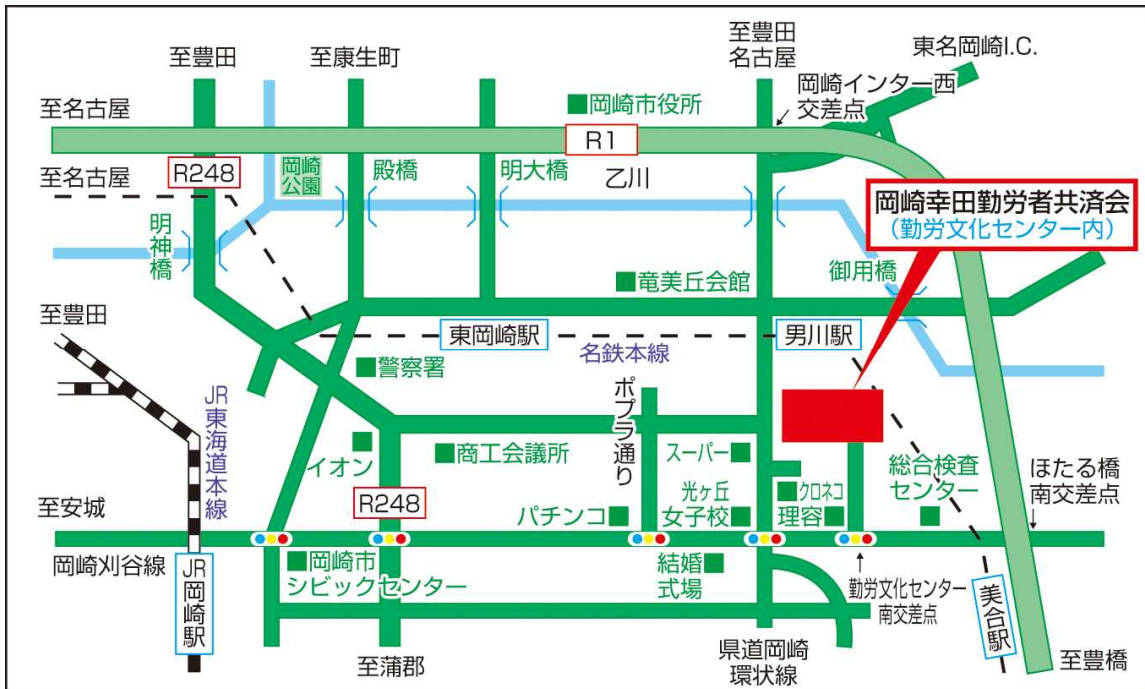 至豊田
至康生町
至豊田
名古屋
東名岡崎I.C.
岡崎インター西
交差点
至名古屋
■岡崎市役所
R1
至名古屋
R248
岡崎
公園
殿橋
明大橋
乙川
岡崎幸田勤労者共済会
(勤労文化センター内)
明神橋
■竜美丘会館
御用橋
至豊田
東岡崎駅
名鉄本線
男川駅
■警察署
JR東海道本線
ポプラ通り
イオン
■商工会議所
スーパー■
総合検査
センター
ほたる橋
南交差点
R248
光ヶ丘
女子校■
■クロネコ
理容■
至安城
パチンコ■
岡崎刈谷線
JR岡崎駅
■岡崎市
シビックセンター
結婚■
式場
勤労文化センター
南交差点
美合駅
至蒲郡
県道岡崎
環状線
至豊橋